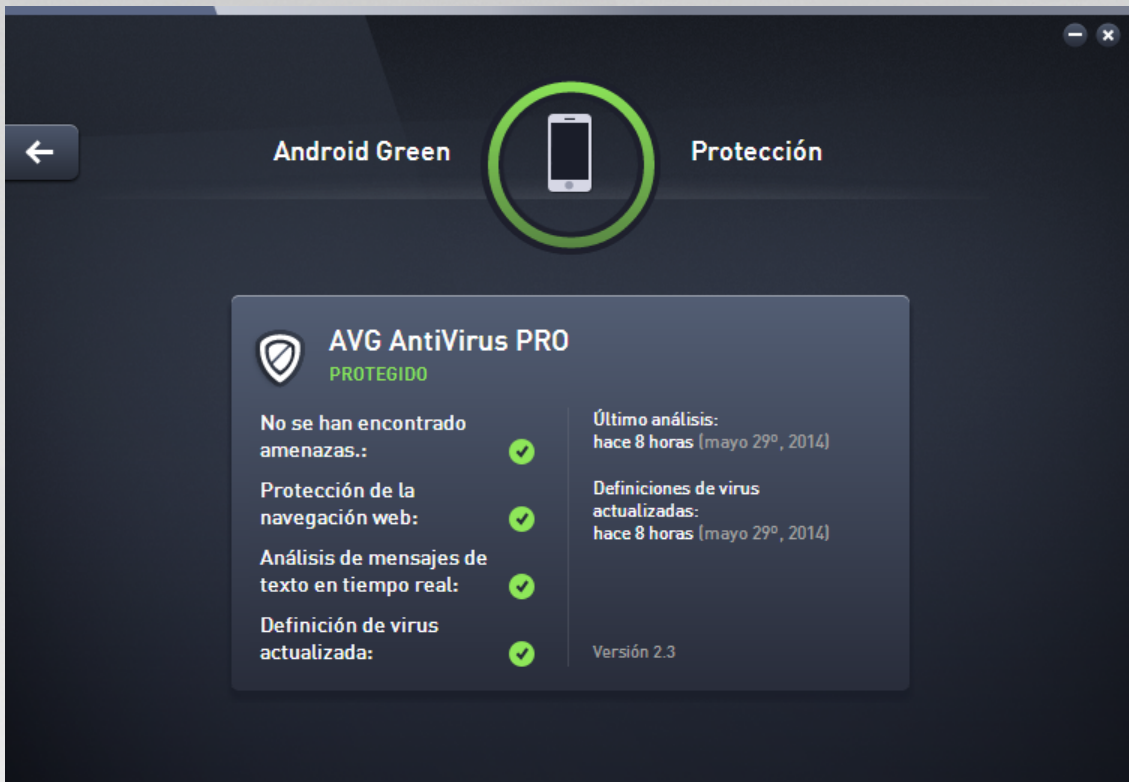 Android Green
Protección
AVG AntiVirus PRO
PROTEGIDO
No se han encontrado
amenazas.:
Protección de la
navegación web:
Análisis de mensajes de
texto en tiempo real:
Definición de virus
actualizada:
Último análisis:
hace 8 horas (mayo 29º, 2014)
Definiciones de virus
actualizadas:
hace 8 horas (mayo 29º, 2014)
Versión 2.3